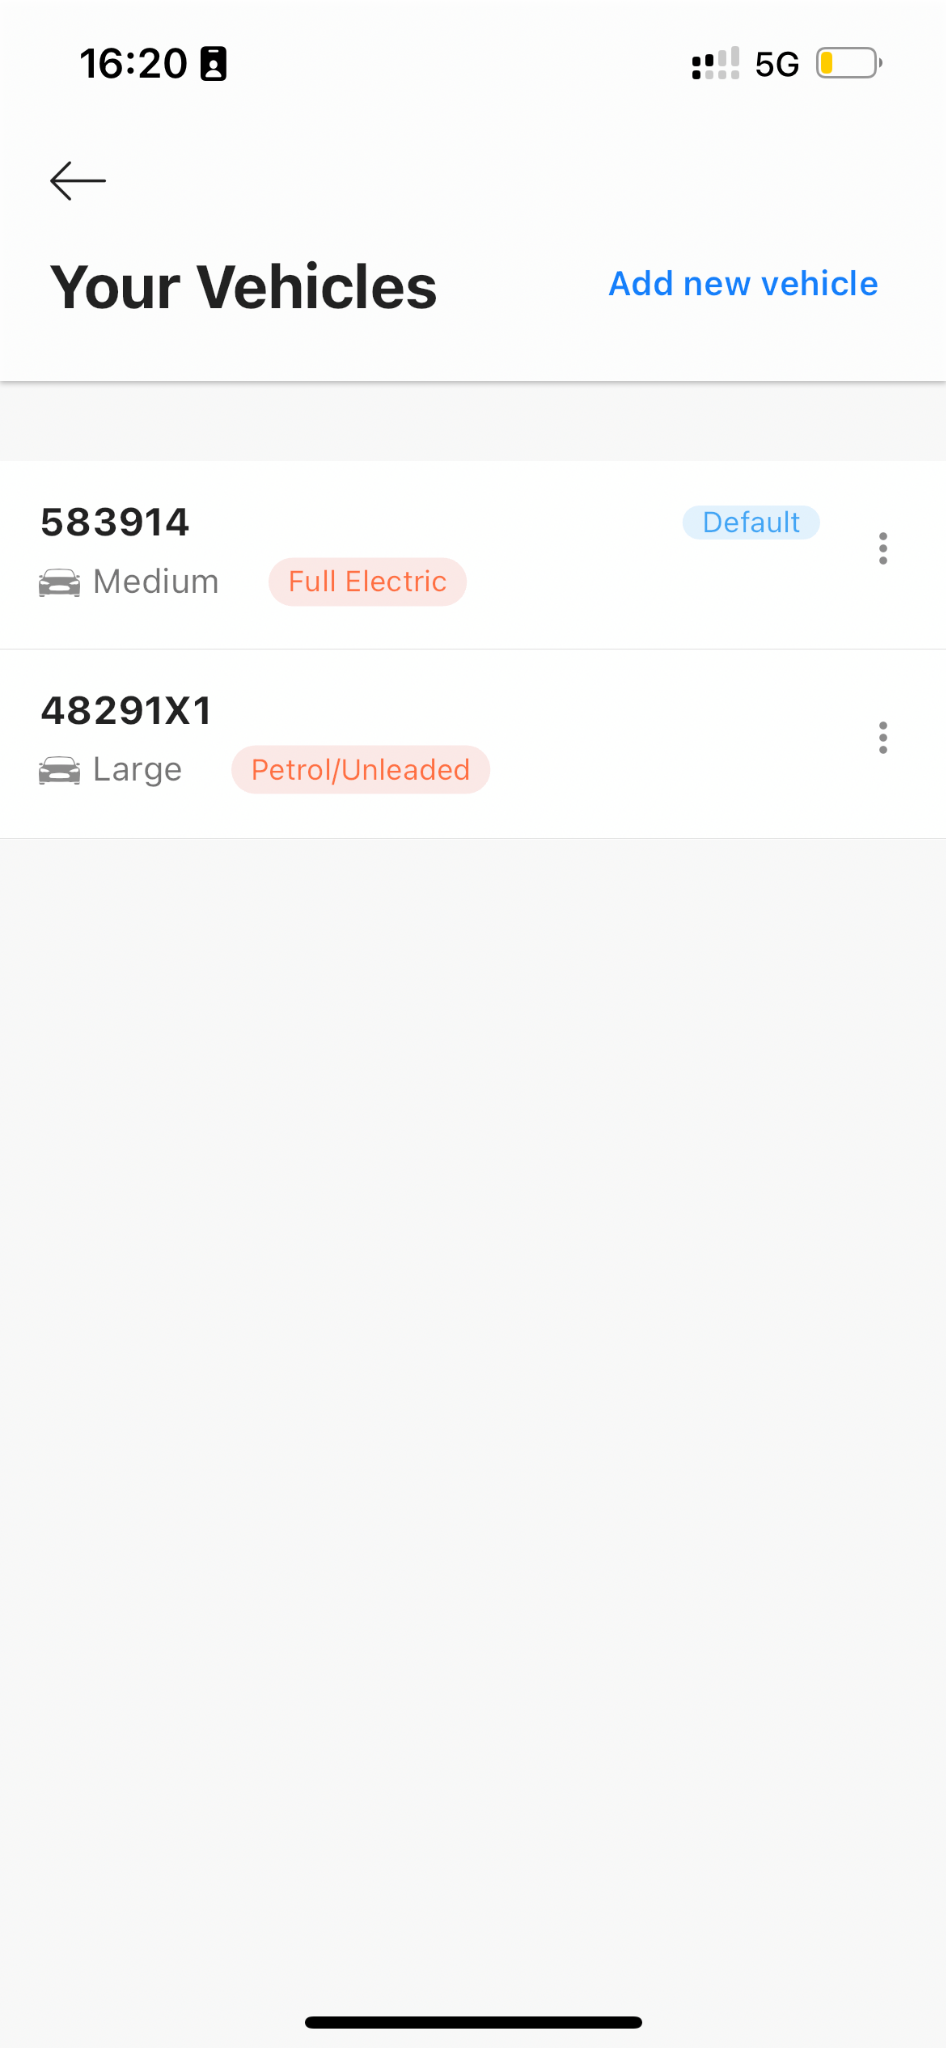 16:20 5G
Your Vehicles Add new vehicle
583914 Default
Medium Full Electric
48291X1
Large Petrol/Unleaded